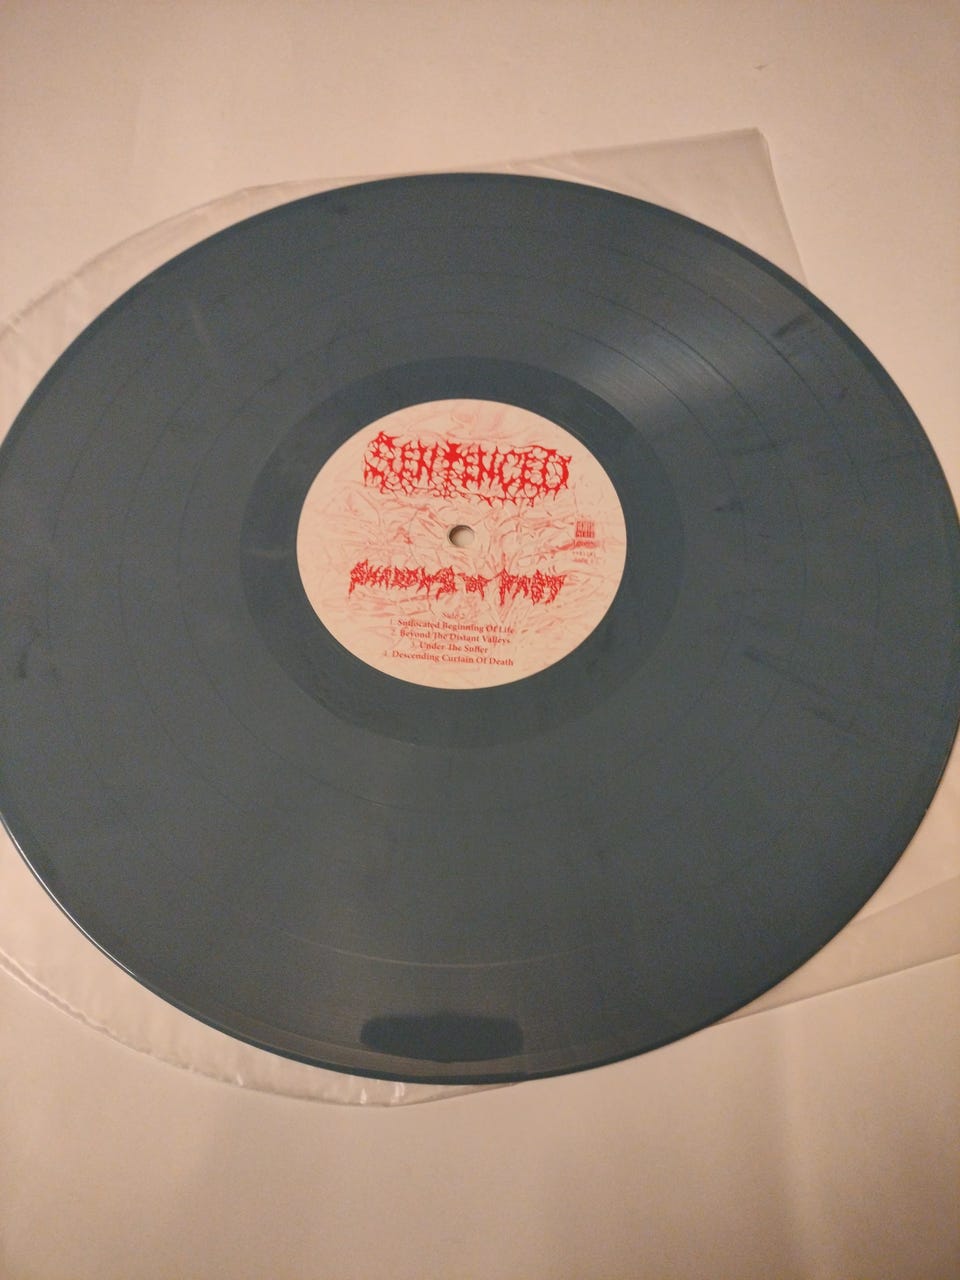 SENTENCED
SHADOWS OF PAST
Side 2
1. Suffocated Beginning Of Life
2. Beyond The Distant Valleys
3. Under The Suffer
4. Descending Curtain Of Death